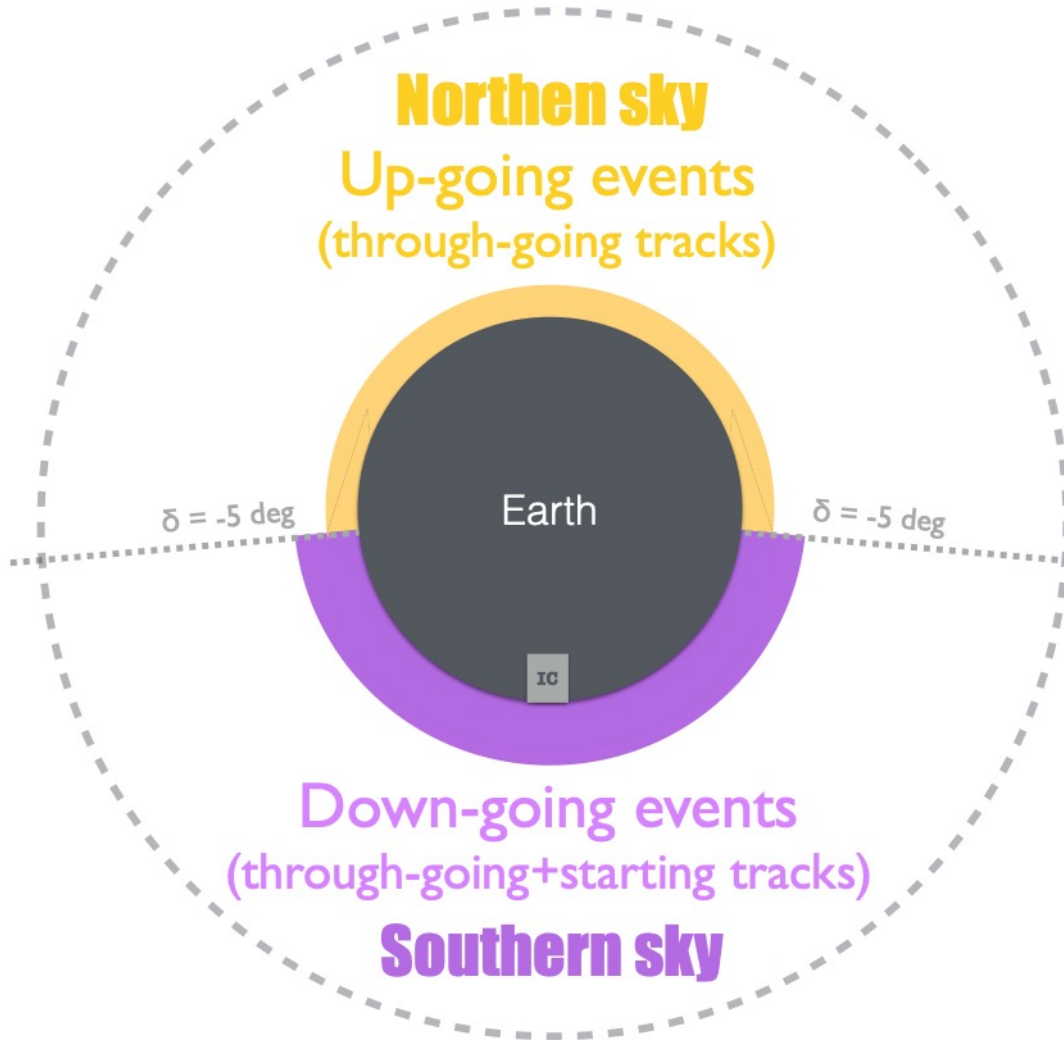 Northen sky
Up-going events
(through-going tracks)
δ = -5 deg
Earth
δ = -5 deg
IC
Down-going events
(through-going+starting tracks)
Southern sky